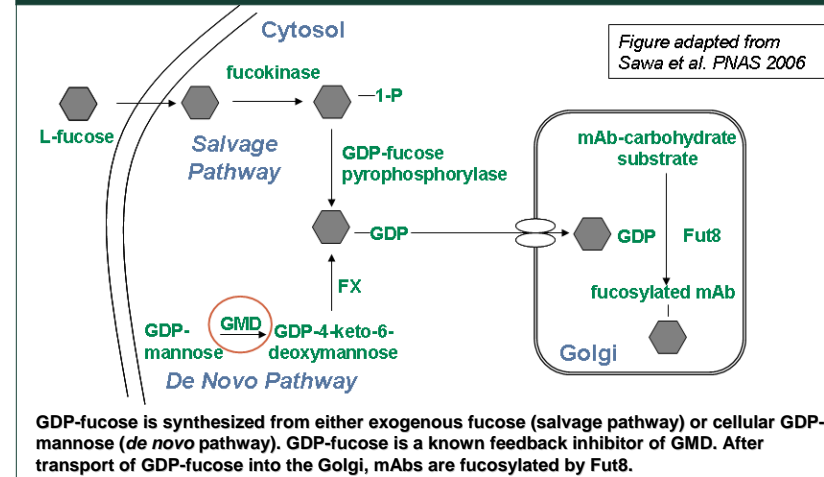 Cytosol
Figure adapted from
Sawa et al. PNAS 2006
fucokinase
1-P
L-fucose
Salvage
Pathway
GDP-fucose
pyrophosphorylase
mAb-carbohydrate
substrate
GDP
GDP
Fut8
FX
fucosylated mAb
GDP-
mannose
GMD
GDP-4-keto-6-
deoxymannose
De Novo Pathway
Golgi
GDP-fucose is synthesized from either exogenous fucose (salvage pathway) or cellular GDP-
mannose (de novo pathway). GDP-fucose is a known feedback inhibitor of GMD. After
transport of GDP-fucose into the Golgi, mAbs are fucosylated by Fut8.